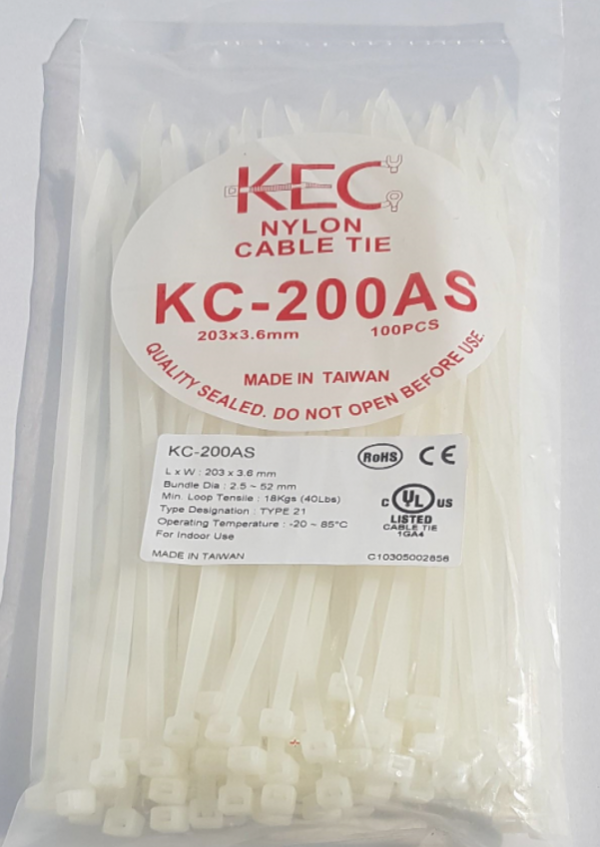 KEC
NYLON
CABLE TIE
KC-200AS
203x3.6mm 100PCS
MADE IN TAIWAN
QUALITY SEALED. DO NOT OPEN BEFORE USE.
KC-200AS
L x W : 203 x 3.6 mm
Bundle Dia : 2.5 ~ 52 mm
Min. Loop Tensile : 18Kgs (40Lbs)
Type Designation : TYPE 21
Operating Temperature : -20 ~ 85°C
For Indoor Use
MADE IN TAIWAN
RoHS CE
c UL US
LISTED
CABLE TIE
1GA4
C10305002856